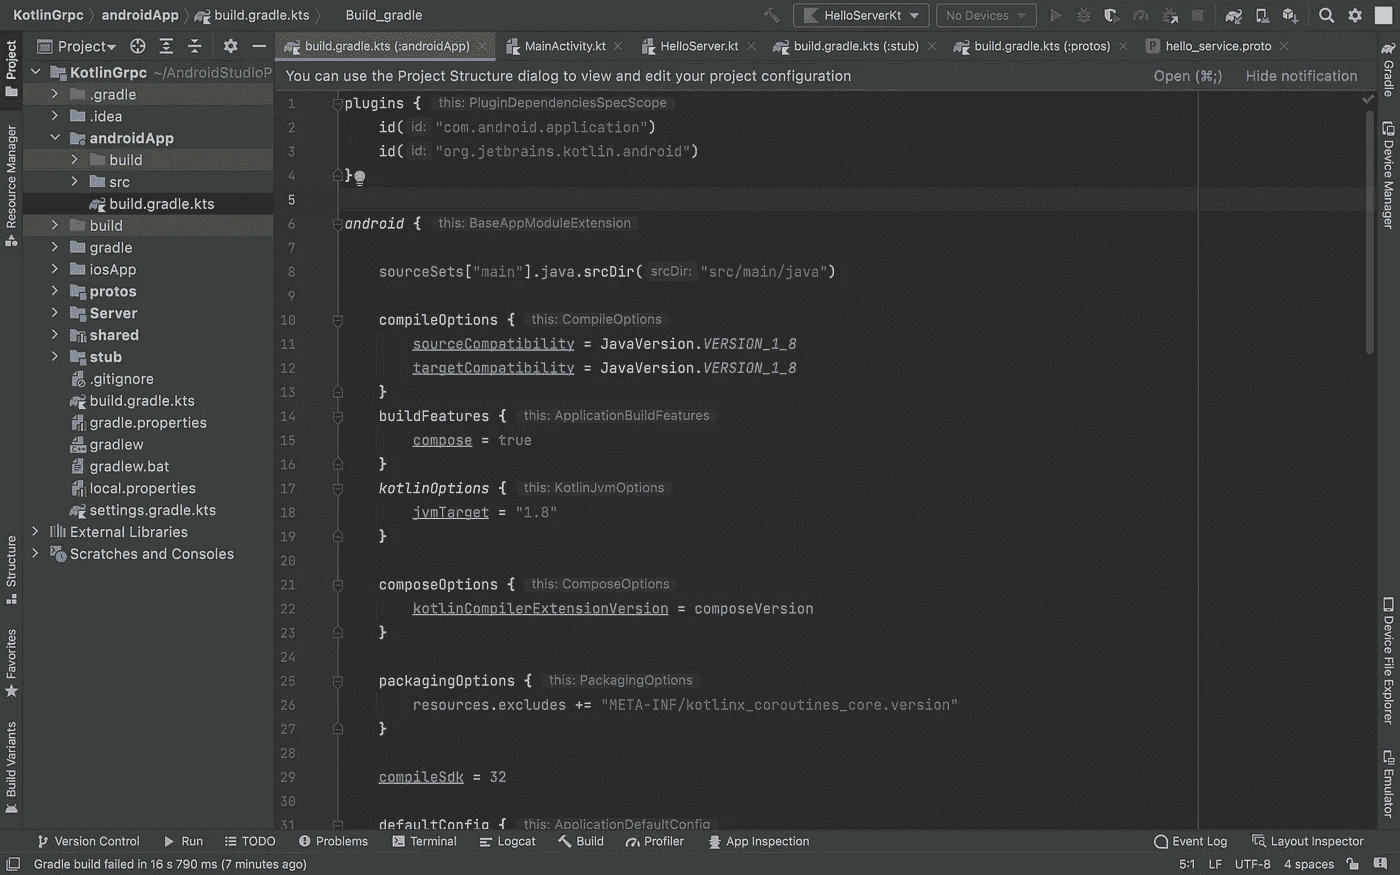 KotlinGrpc androidApp build.gradle.kts Build_gradle HelloServerKt No Devices
Project
build.gradle.kts (:androidApp) MainActivity.kt HelloServer.kt build.gradle.kts (:stub) build.gradle.kts (:protos) hello_service.proto
You can use the Project Structure dialog to view and edit your project configuration Open (⌘;) Hide notification
Project
Resource Manager
Structure
Favorites
Build Variants
KotlinGrpc ~/AndroidStudioP
.gradle
.idea
androidApp
build
src
build.gradle.kts
build
gradle
iosApp
protos
Server
shared
stub
.gitignore
build.gradle.kts
gradle.properties
gradlew
gradlew.bat
local.properties
settings.gradle.kts
External Libraries
Scratches and Consoles
1 plugins { this: PluginDependenciesSpecScope
2 id( id: "com.android.application")
3 id( id: "org.jetbrains.kotlin.android")
4 }
5
6 android { this: BaseAppModuleExtension
7
8 sourceSets["main"].java.srcDir( srcDir: "src/main/java")
9
10 compileOptions { this: CompileOptions
11 sourceCompatibility = JavaVersion.VERSION_1_8
12 targetCompatibility = JavaVersion.VERSION_1_8
13 }
14 buildFeatures { this: ApplicationBuildFeatures
15 compose = true
16 }
17 kotlinOptions { this: KotlinJvmOptions
18 jvmTarget = "1.8"
19 }
20
21 composeOptions { this: ComposeOptions
22 kotlinCompilerExtensionVersion = composeVersion
23 }
24
25 packagingOptions { this: PackagingOptions
26 resources.excludes += "META-INF/kotlinx_coroutines_core.version"
27 }
28
29 compileSdk = 32
30
31 defaultConfig { this: ApplicationDefaultConfig
Gradle
Device Manager
Device File Explorer
Emulator
Version Control Run TODO Problems Terminal Logcat Build Profiler App Inspection Event Log Layout Inspector
Gradle build failed in 16 s 790 ms (7 minutes ago) 5:1 LF UTF-8 4 spaces